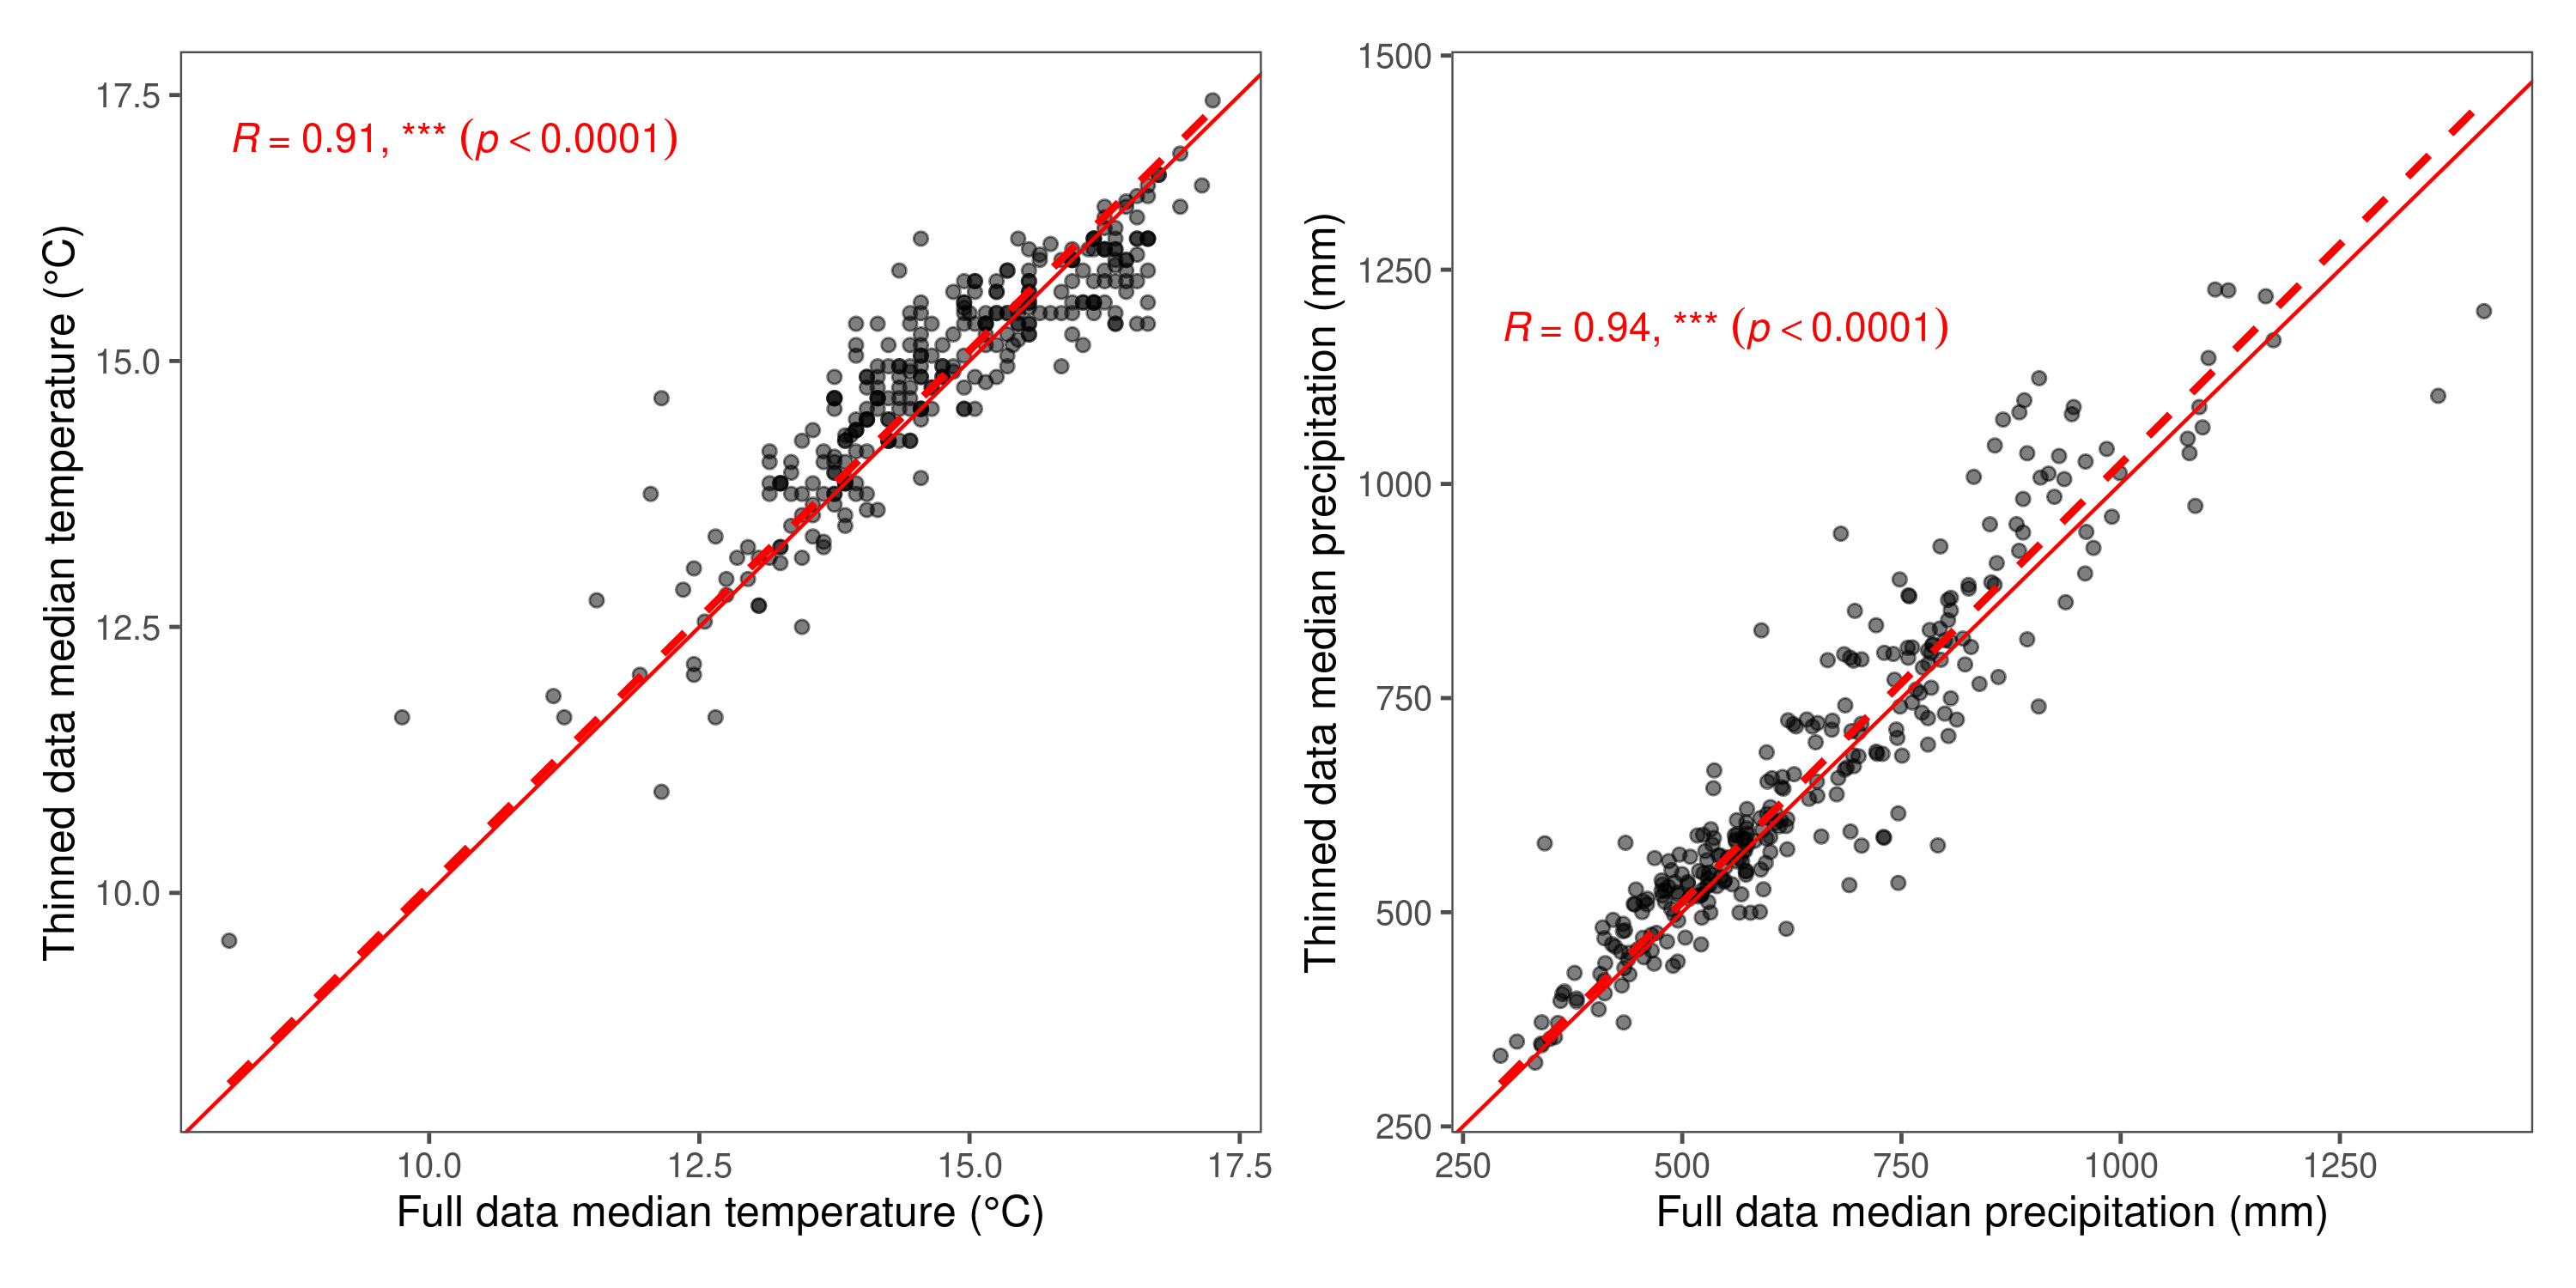 17.5
15.0
12.5
10.0
Thinned data median temperature (°C)
R = 0.91, *** (p < 0.0001)
10.0 12.5 15.0 17.5
Full data median temperature (°C)
1500
1250
1000
750
500
250
Thinned data median precipitation (mm)
R = 0.94, *** (p < 0.0001)
250 500 750 1000 1250
Full data median precipitation (mm)